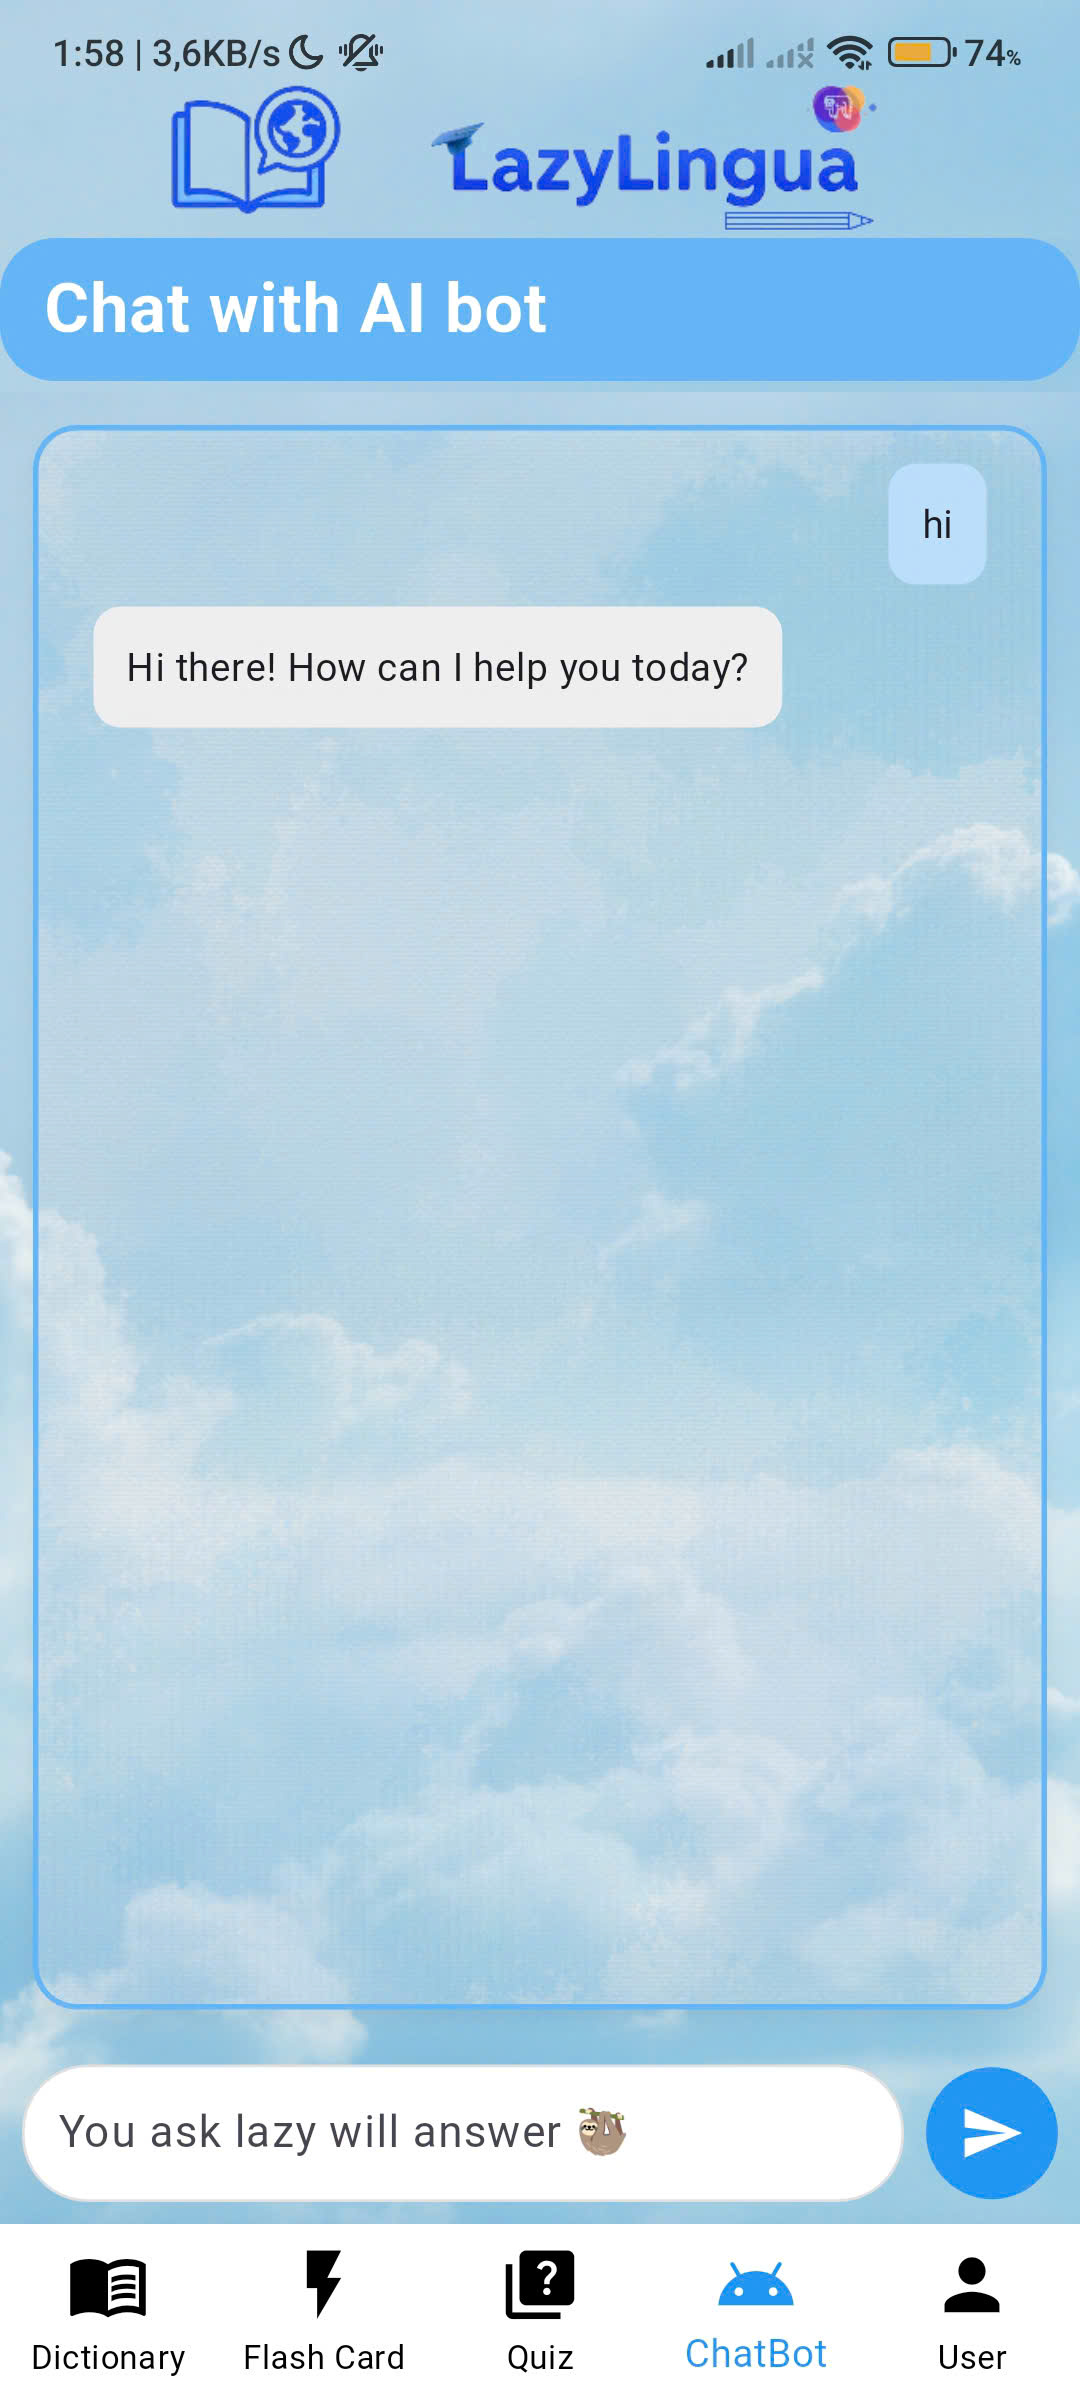 1:58 | 3,6KB/s 74%
LazyLingua
Chat with AI bot
hi
Hi there! How can I help you today?
You ask lazy will answer 🦥
Dictionary Flash Card Quiz ChatBot User